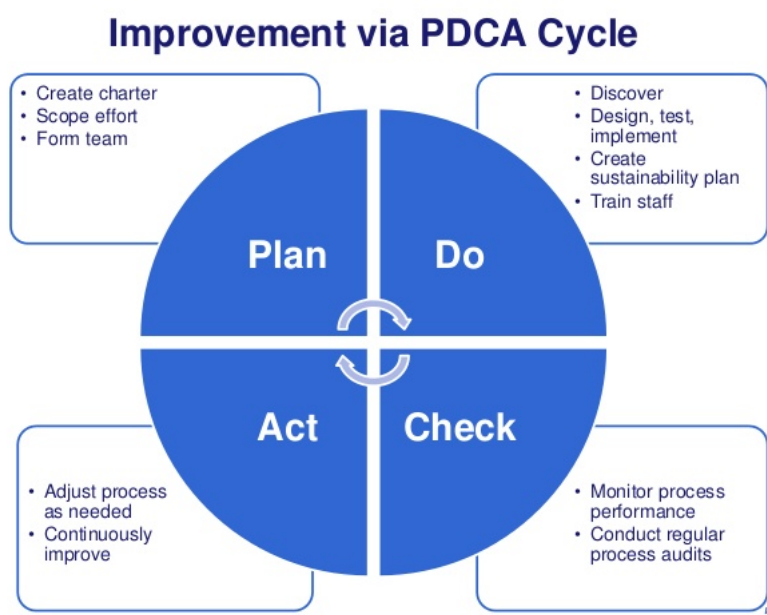 Improvement via PDCA Cycle
• Create charter
• Scope effort
• Form team
• Discover
• Design, test,
implement
• Create
sustainability plan
• Train staff
Plan
Do
Act
Check
• Adjust process
as needed
• Continuously
improve
• Monitor process
performance
• Conduct regular
process audits